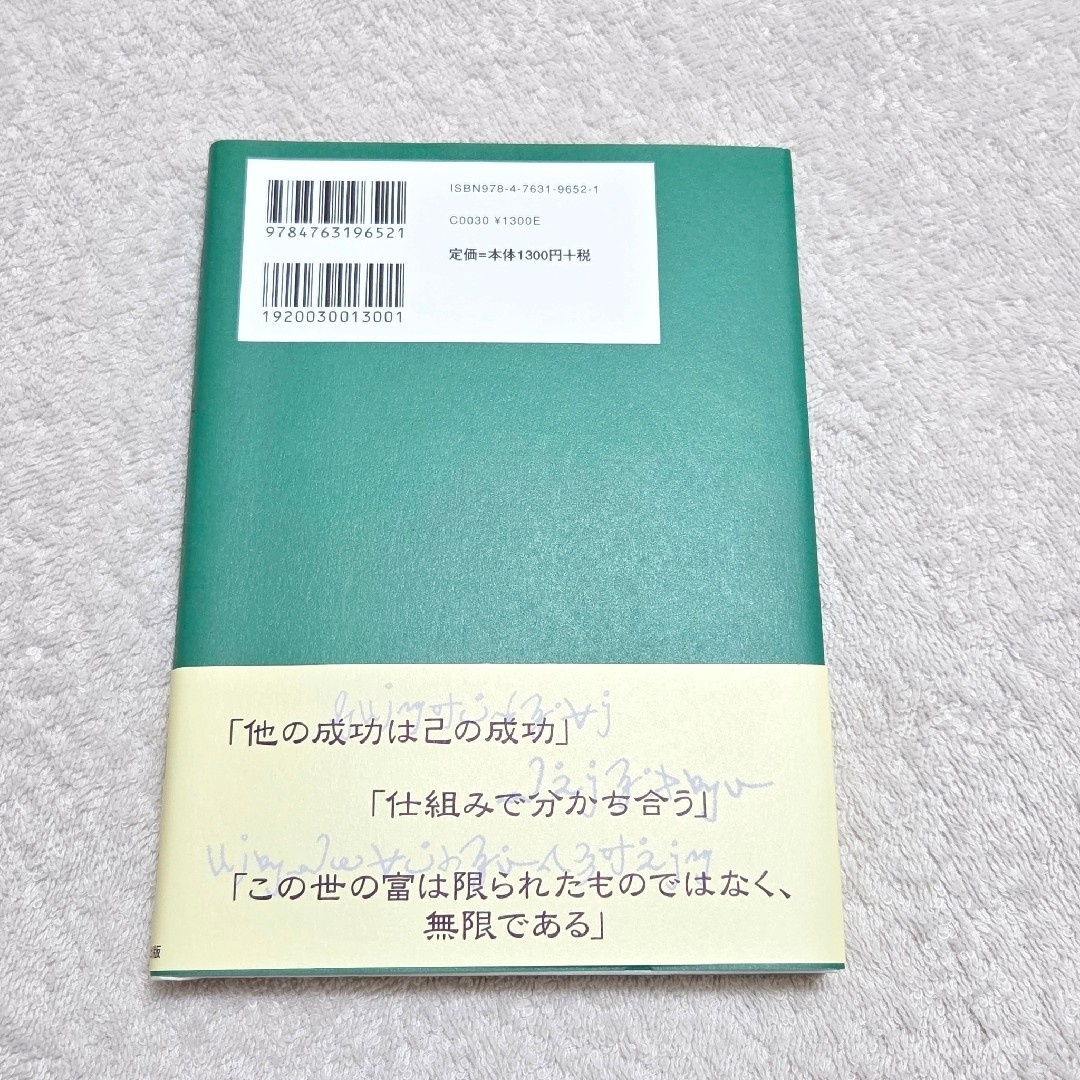 9784763196521
ISBN978-4-7631-9652-1
C0030 ¥1300E
定価=本体1300円+税
1920030013001
「他の成功は己の成功」
「仕組みで分かち合う」
「この世の富は限られたものではなく、
無限である」
版